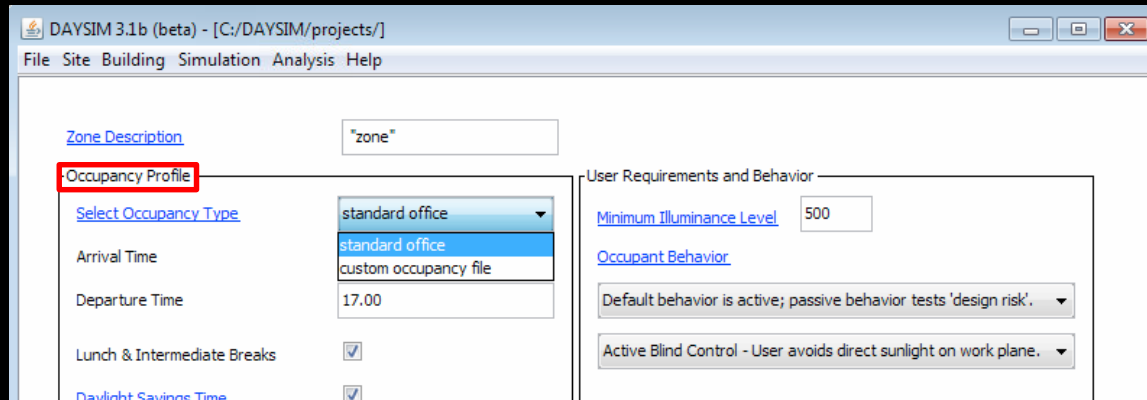 DAYSIM 3.1b (beta) - [C:/DAYSIM/projects/]
File Site Building Simulation Analysis Help
Zone Description "zone"
Occupancy Profile
Select Occupancy Type standard office
standard office
custom occupancy file
Arrival Time
Departure Time 17.00
Lunch & Intermediate Breaks
Daylight Savings Time
User Requirements and Behavior
Minimum Illuminance Level 500
Occupant Behavior
Default behavior is active; passive behavior tests 'design risk'.
Active Blind Control - User avoids direct sunlight on work plane.